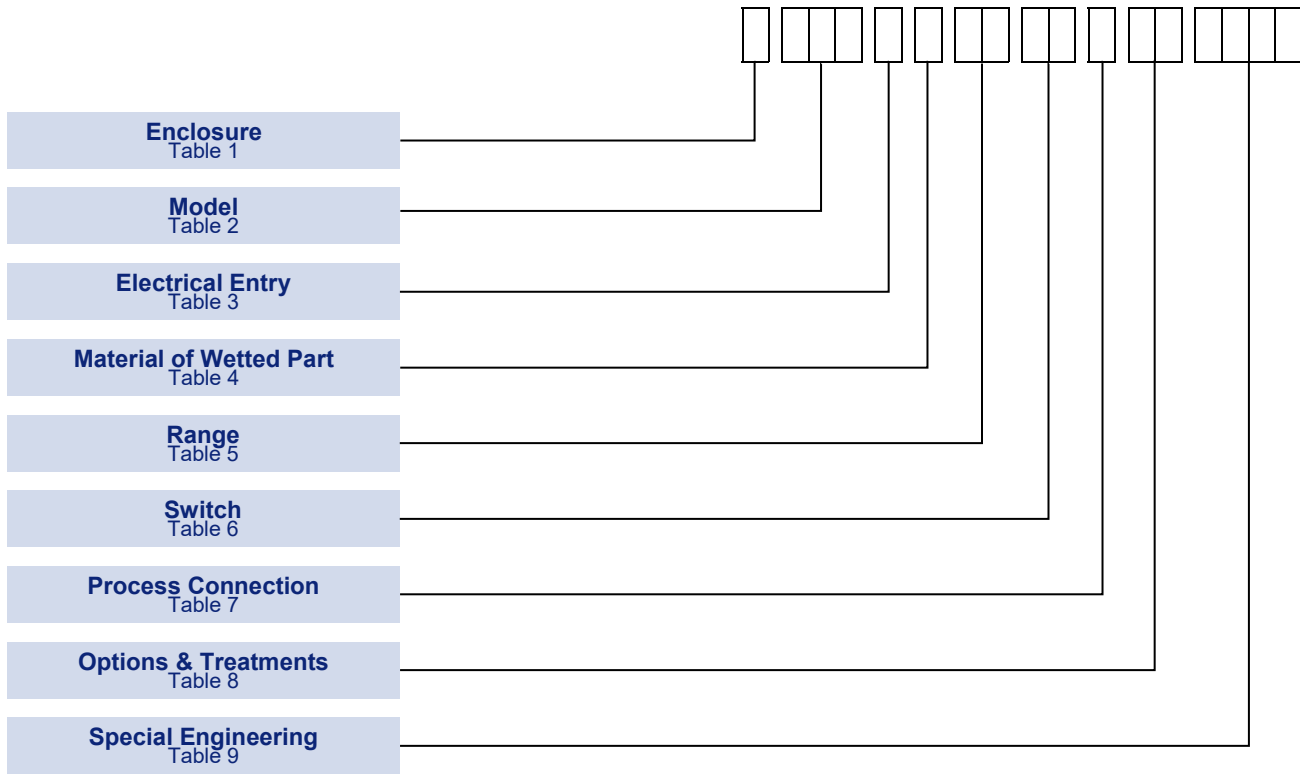 Enclosure
Table 1
Model
Table 2
Electrical Entry
Table 3
Material of Wetted Part
Table 4
Range
Table 5
Switch
Table 6
Process Connection
Table 7
Options & Treatments
Table 8
Special Engineering
Table 9